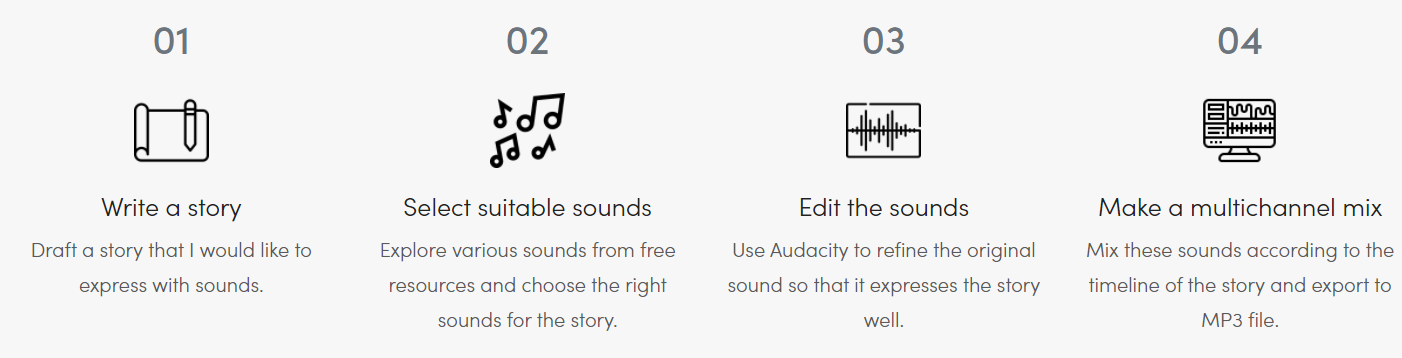 01
Write a story
Draft a story that I would like to
express with sounds.
02
Select suitable sounds
Explore various sounds from free
resources and choose the right
sounds for the story.
03
Edit the sounds
Use Audacity to refine the original
sound so that it expresses the story
well.
04
Make a multichannel mix
Mix these sounds according to the
timeline of the story and export to
MP3 file.